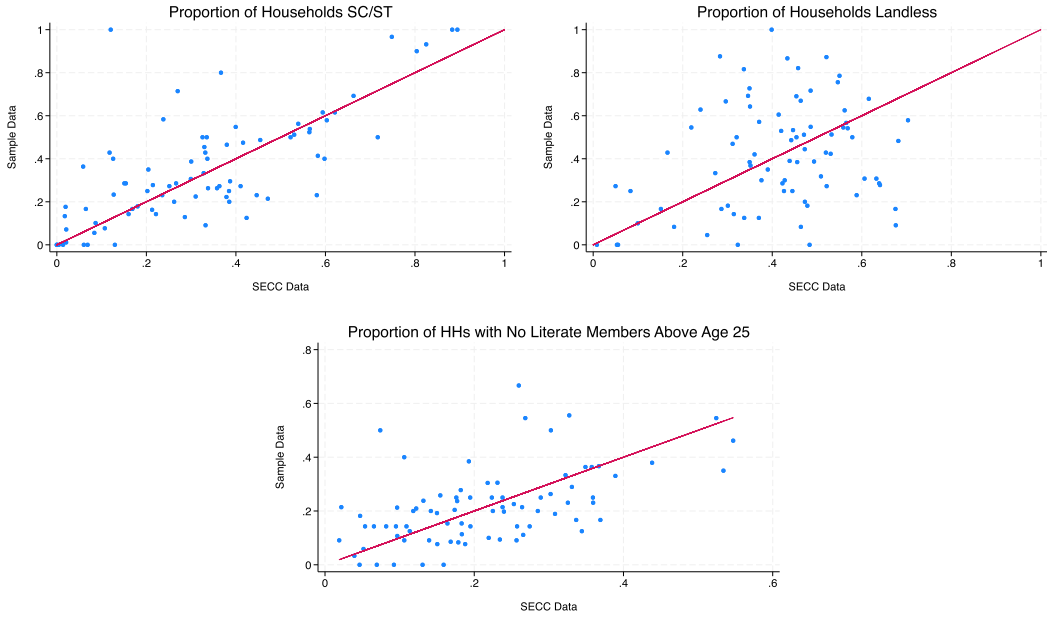 Proportion of Households SC/ST
1
.8
.6
.4
.2
0
Sample Data
0 .2 .4 .6 .8 1
SECC Data
Proportion of Households Landless
1
.8
.6
.4
.2
0
Sample Data
0 .2 .4 .6 .8 1
SECC Data
Proportion of HHs with No Literate Members Above Age 25
.8
.6
.4
.2
0
Sample Data
0 .2 .4 .6
SECC Data